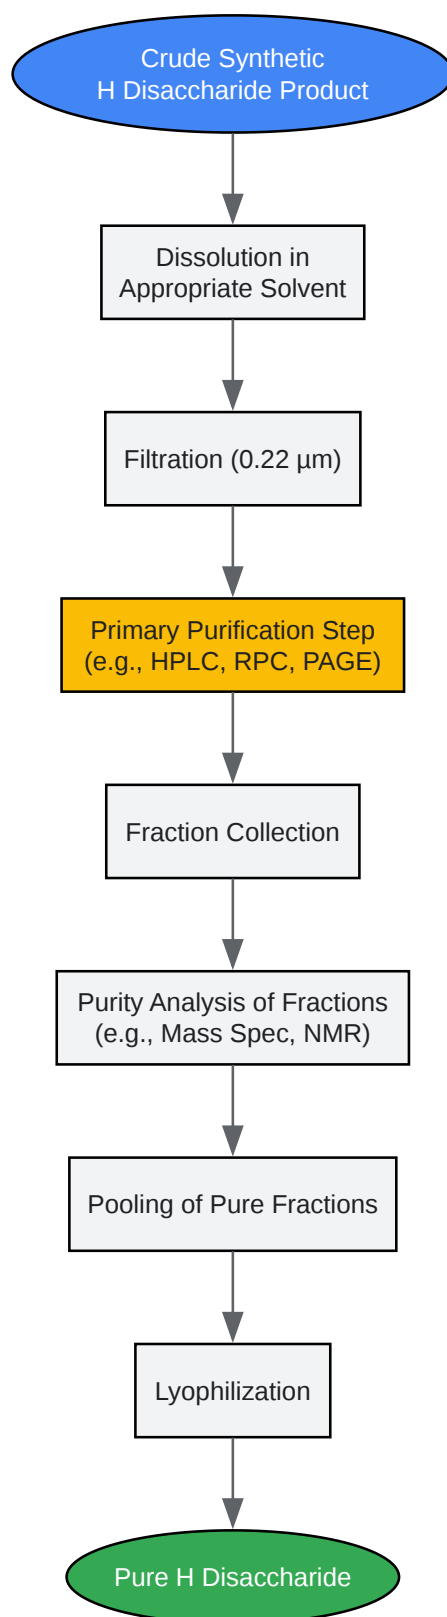 Crude Synthetic
H Disaccharide Product
Dissolution in
Appropriate Solvent
Filtration (0.22 µm)
Primary Purification Step
(e.g., HPLC, RPC, PAGE)
Fraction Collection
Purity Analysis of Fractions
(e.g., Mass Spec, NMR)
Pooling of Pure Fractions
Lyophilization
Pure H Disaccharide